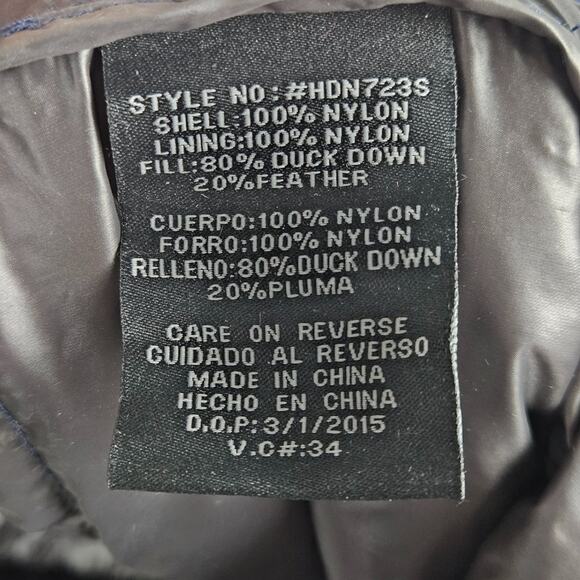 STYLE NO:#HDN723S
SHELL:100% NYLON
LINING:100% NYLON
FILL:80% DUCK DOWN
20%FEATHER
CUERPO:100% NYLON
FORRO:100% NYLON
RELLENO:80%DUCK DOWN
20%PLUMA
CARE ON REVERSE
CUIDADO AL REVERSO
MADE IN CHINA
HECHO EN CHINA
D.O.P:3/1/2015
V.C#:34